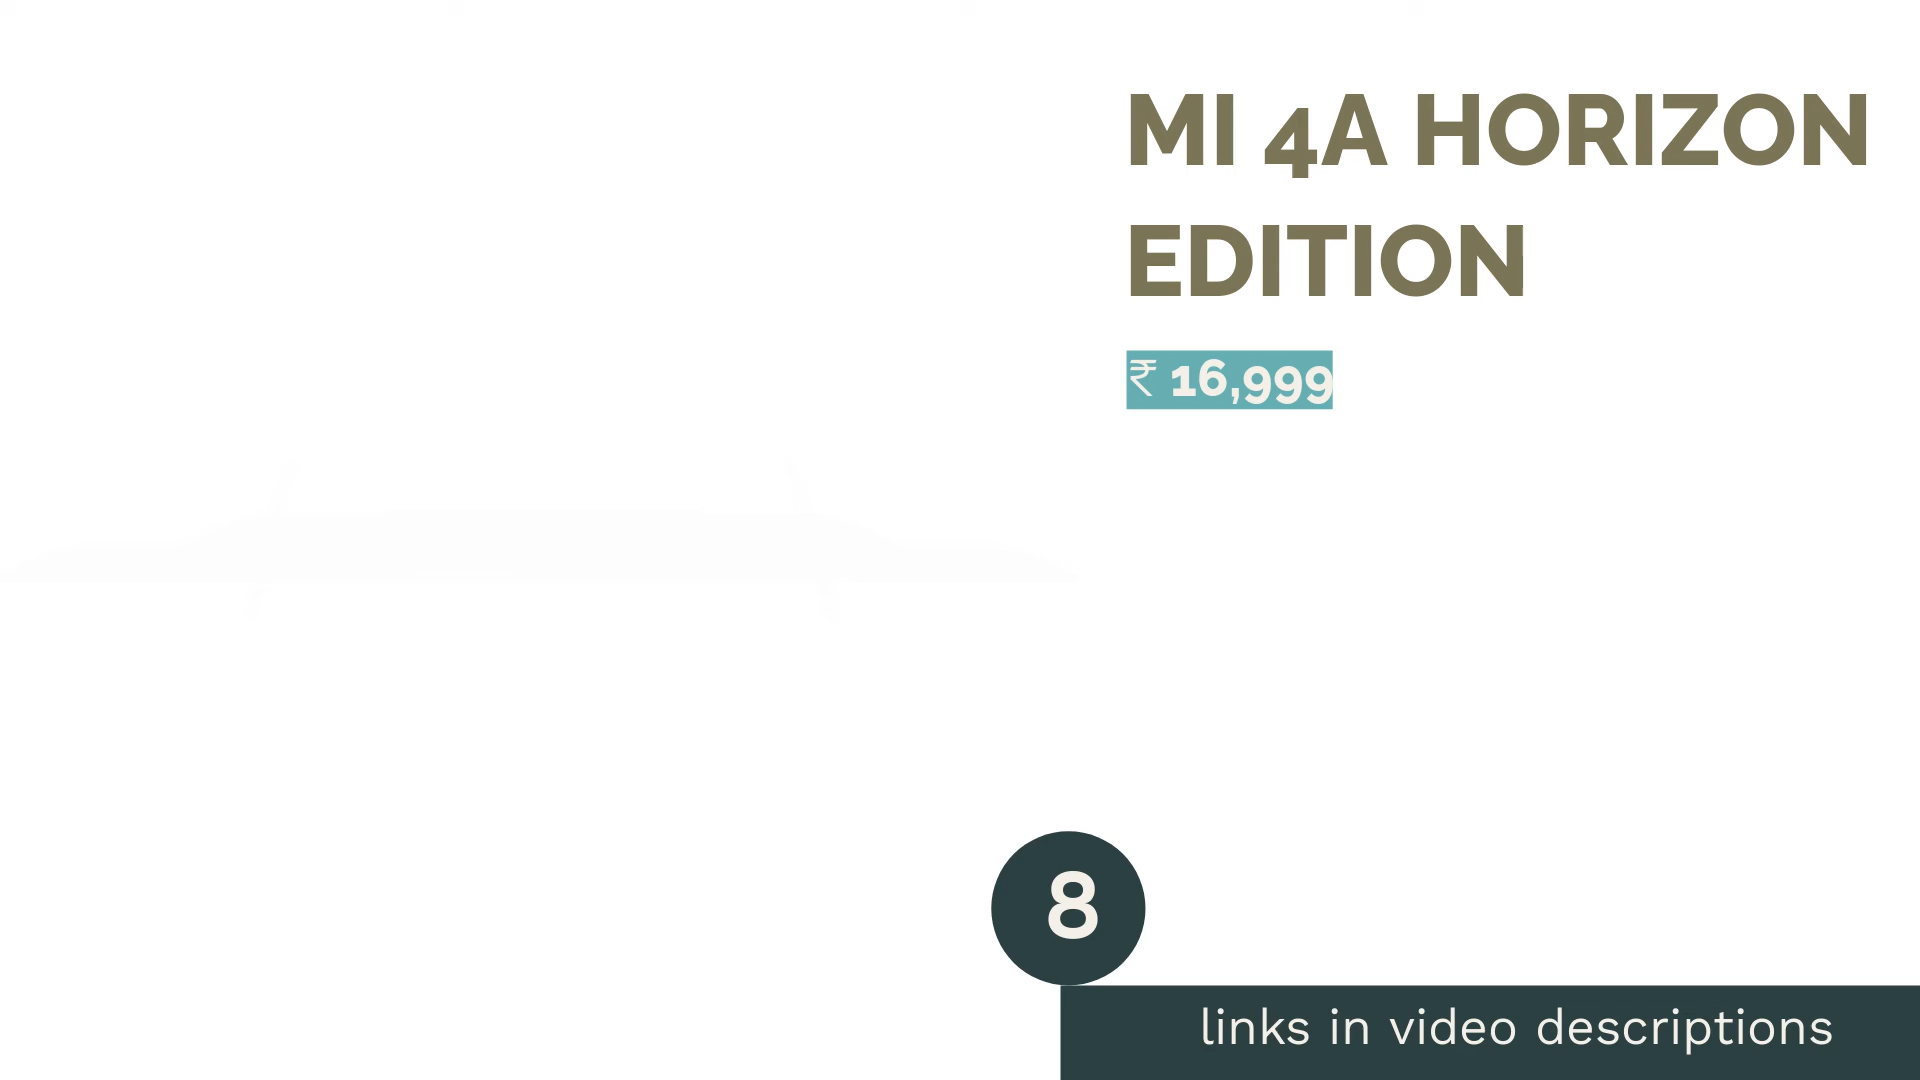 MI 4A HORIZON
EDITION
₹ 16,999
8
links in video descriptions